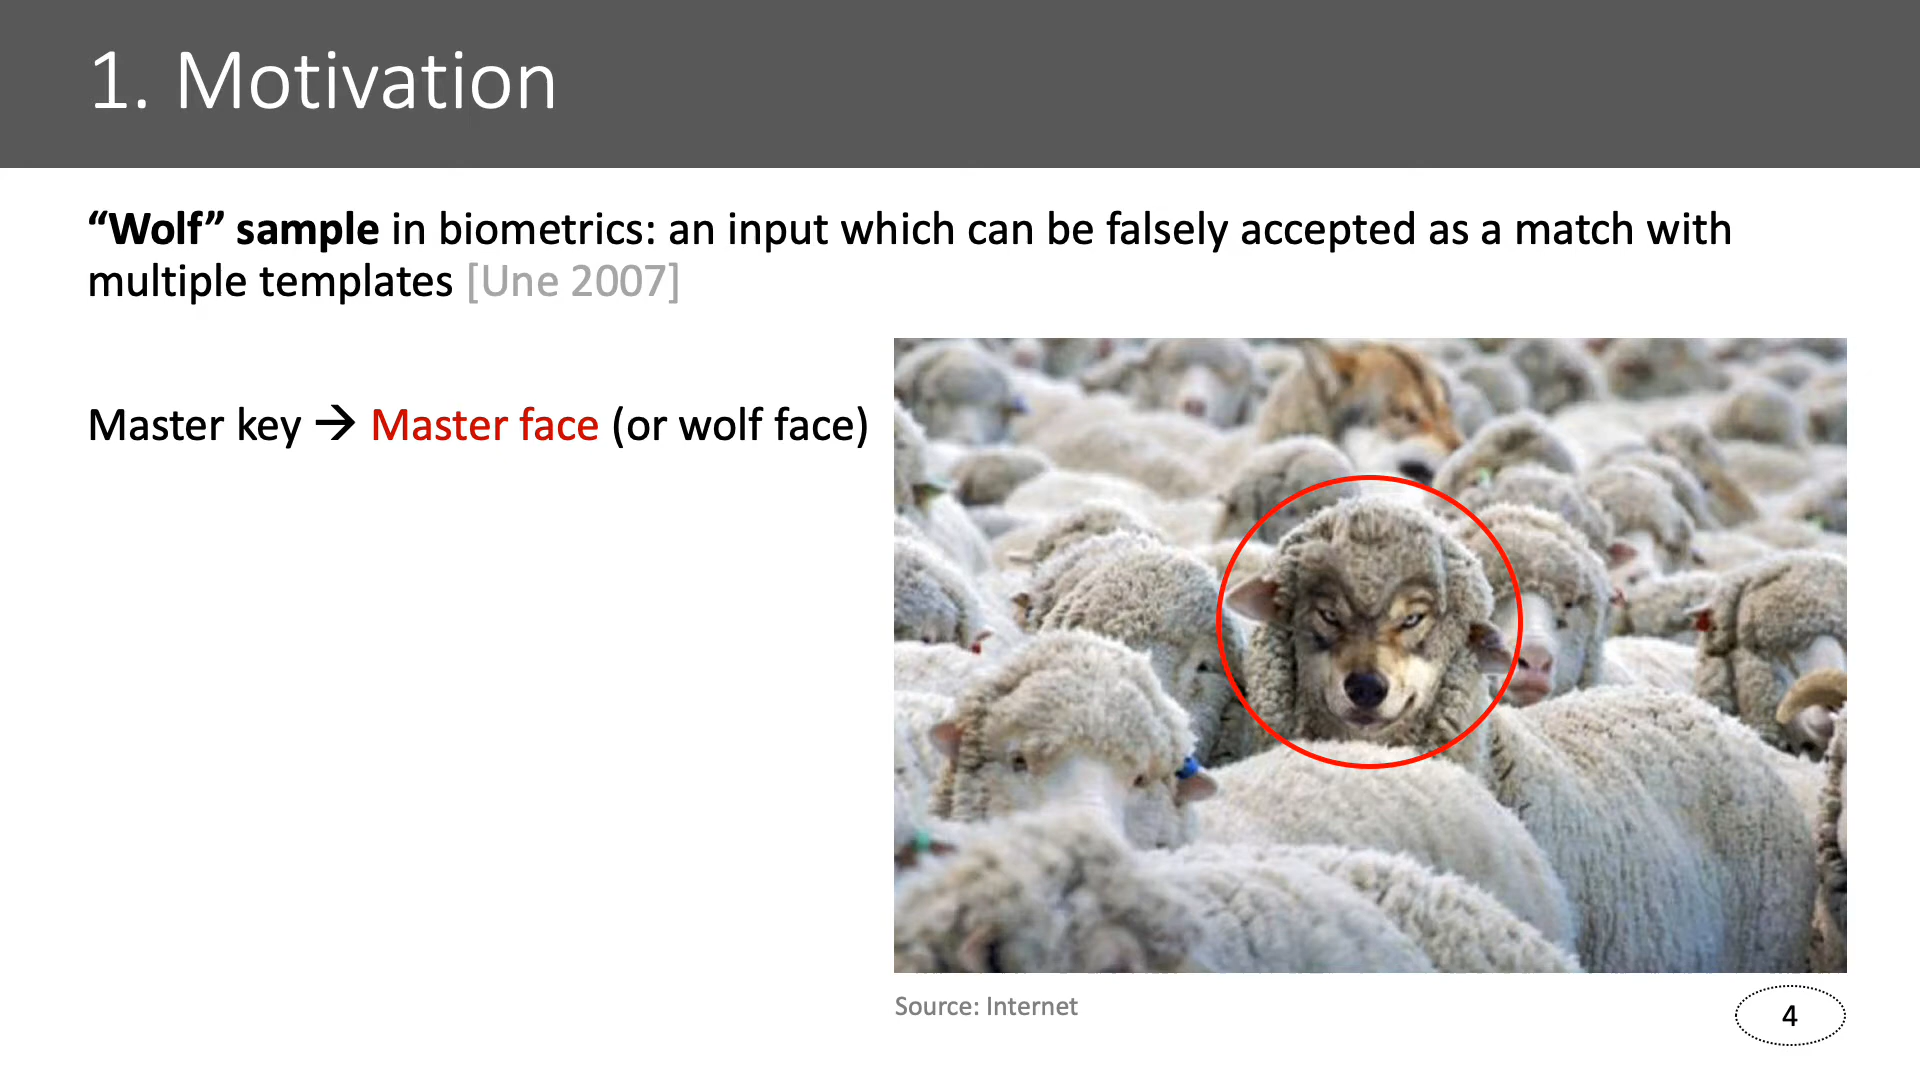 1. Motivation
“Wolf” sample in biometrics: an input which can be falsely accepted as a match with
multiple templates [Une 2007]
Master key → Master face (or wolf face)
Source: Internet
4